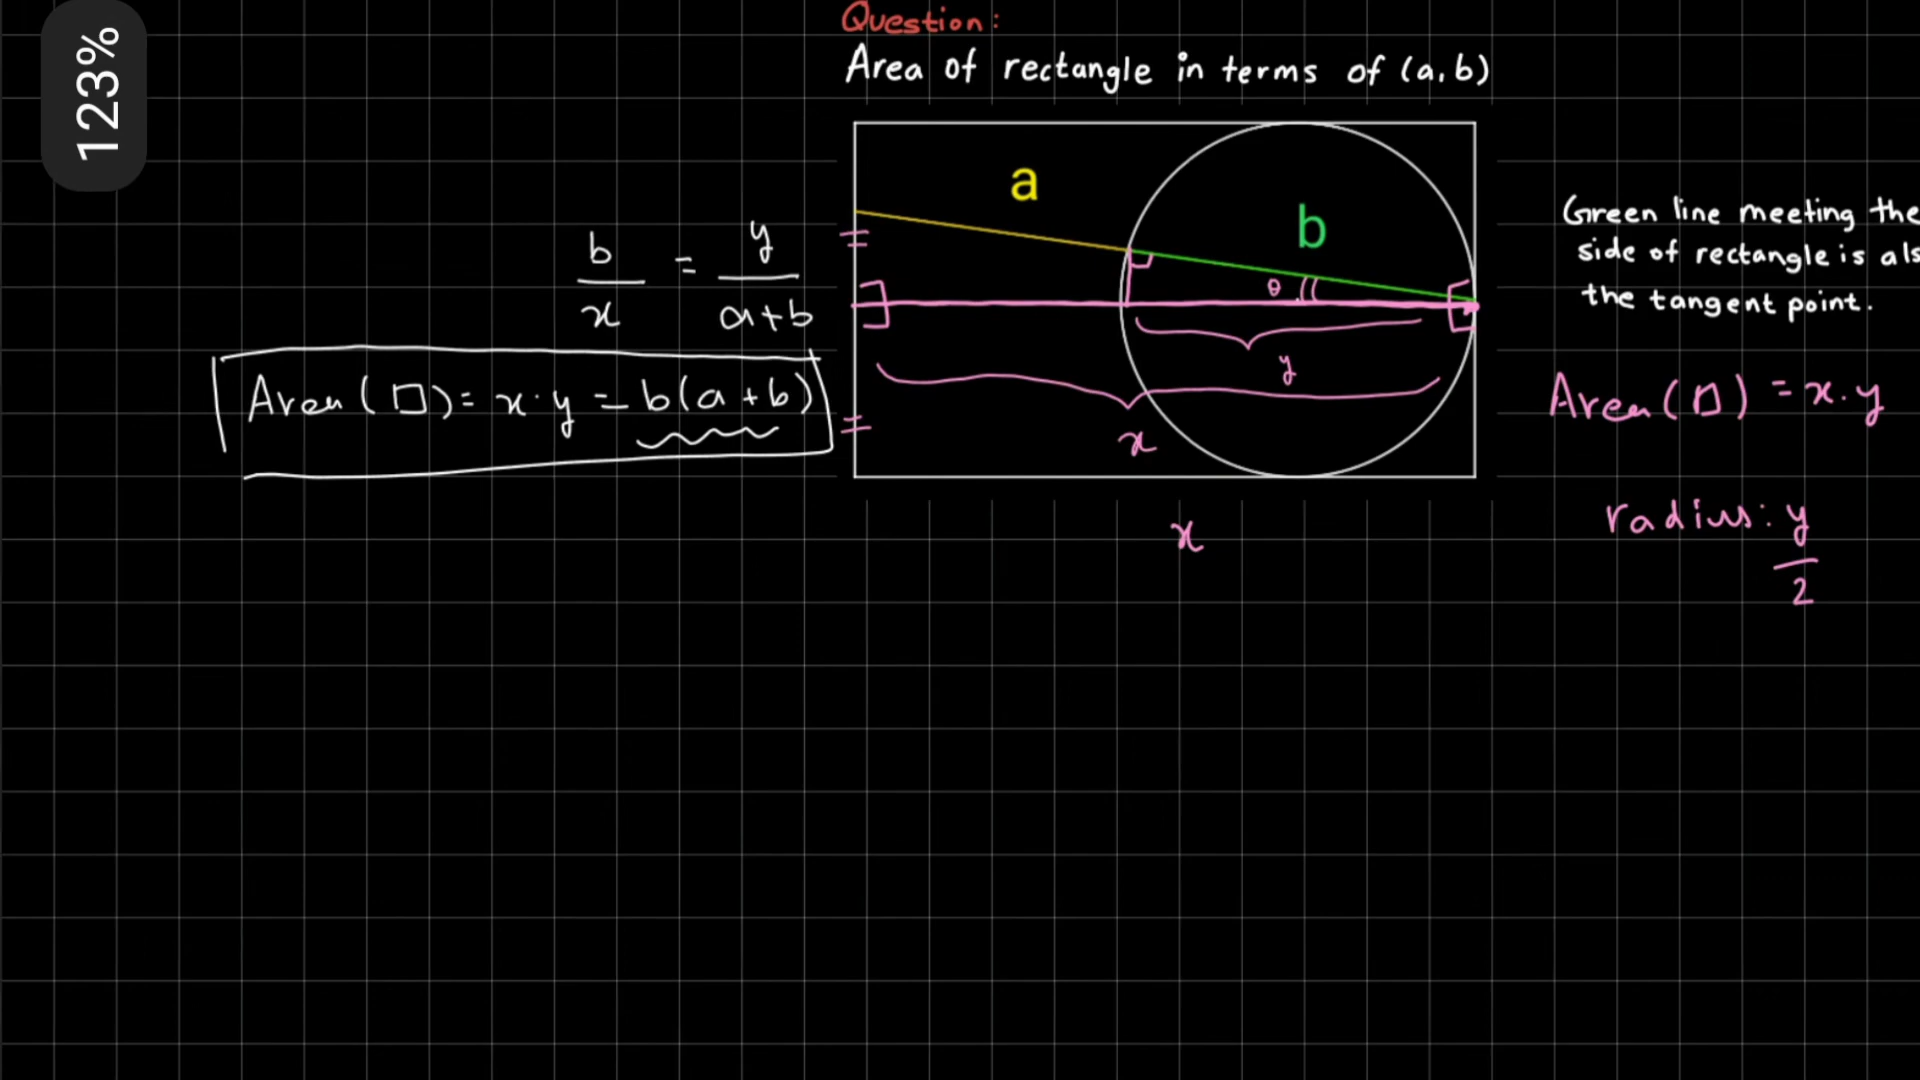 123%
Question:
Area of rectangle in terms of (a,b)
a
b
b/x = y/(a+b)
θ
y
x
Area(□)= x·y = b(a+b)
x
Green line meeting the
side of rectangle is als
the tangent point.
Area(□) = x.y
radius: y/2